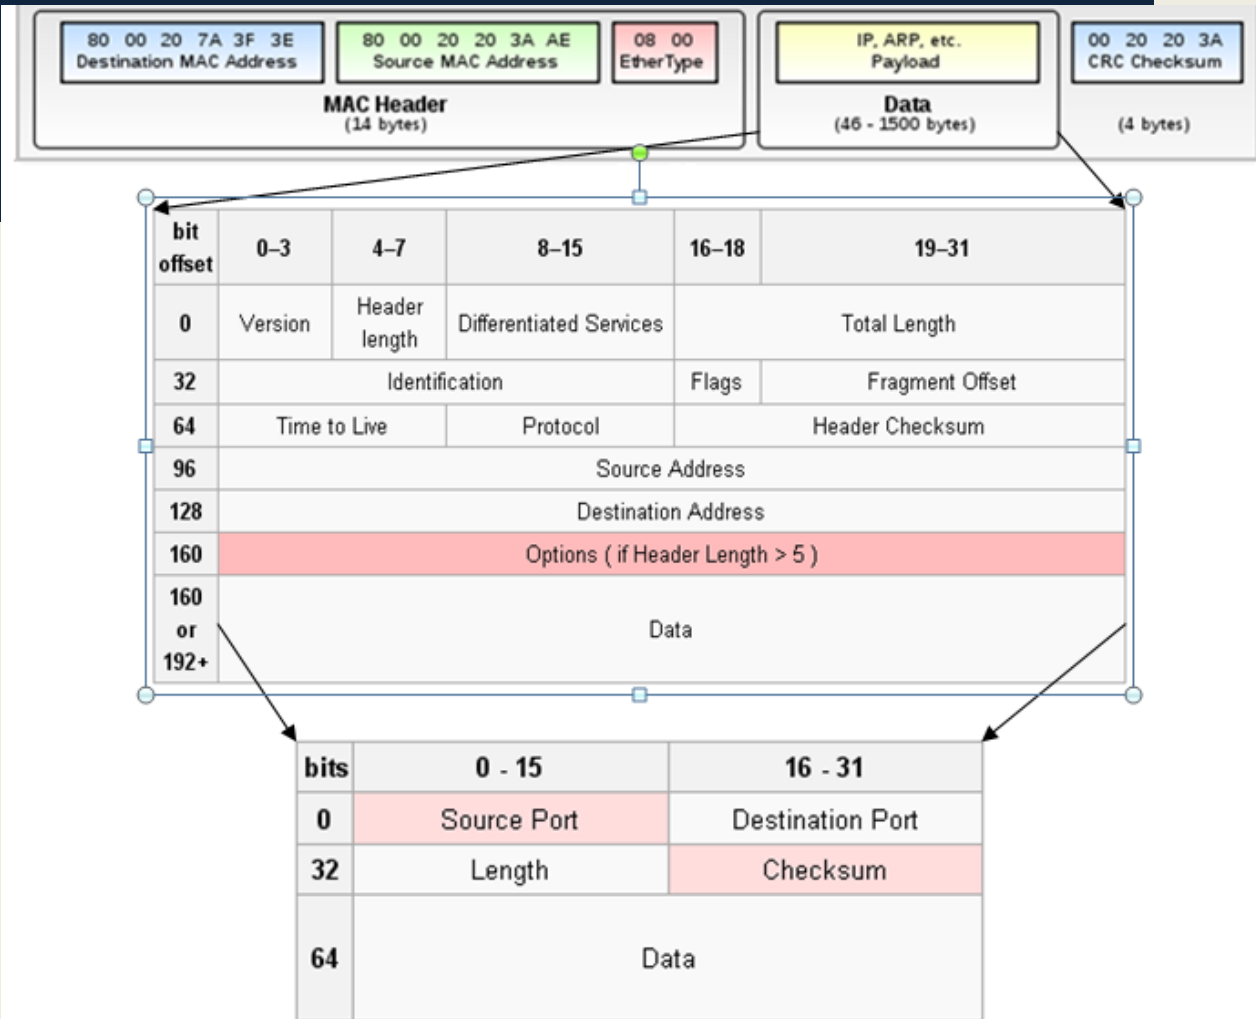 80 00 20 7A 3F 3E
Destination MAC Address
80 00 20 20 3A AE
Source MAC Address
08 00
EtherType
IP, ARP, etc.
Payload
00 20 20 3A
CRC Checksum
MAC Header
(14 bytes)
Data
(46 - 1500 bytes)
(4 bytes)
bit offset 0–3 4–7 8–15 16–18 19–31
0 Version Header length Differentiated Services Total Length
32 Identification Flags Fragment Offset
64 Time to Live Protocol Header Checksum
96 Source Address
128 Destination Address
160 Options ( if Header Length > 5 )
160 or 192+ Data
bits 0 - 15 16 - 31
0 Source Port Destination Port
32 Length Checksum
64 Data